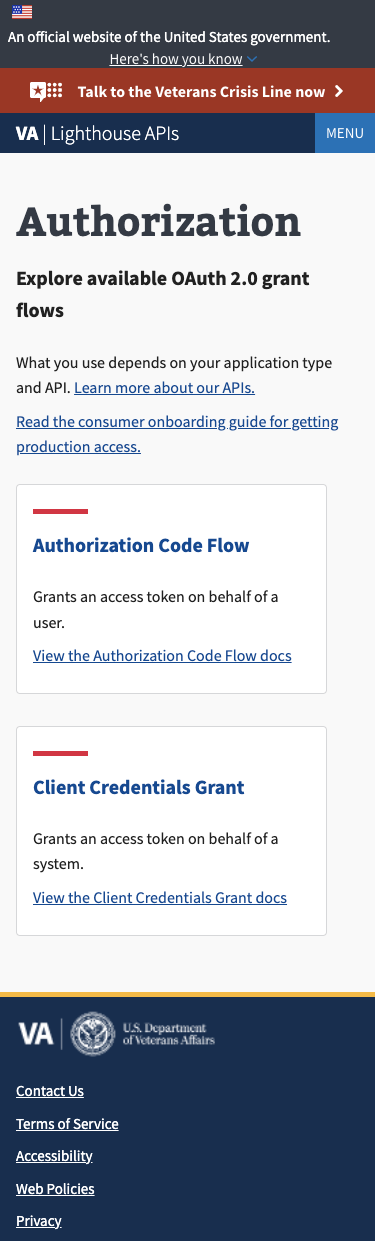 An official website of the United States government.
Here's how you know
Talk to the Veterans Crisis Line now
VA | Lighthouse APIs
MENU
Authorization
Explore available OAuth 2.0 grant
flows
What you use depends on your application type
and API. Learn more about our APIs.
Read the consumer onboarding guide for getting
production access.
Authorization Code Flow
Grants an access token on behalf of a
user.
View the Authorization Code Flow docs
Client Credentials Grant
Grants an access token on behalf of a
system.
View the Client Credentials Grant docs
VA
U.S. Department
of Veterans Affairs
Contact Us
Terms of Service
Accessibility
Web Policies
Privacy